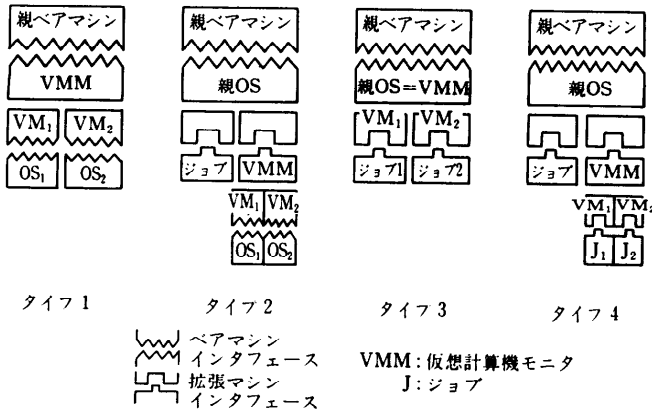 親ベアマシン
VMM
VM₁ VM₂
OS₁ OS₂
タイプ 1
親ベアマシン
親OS
ジョブ VMM
VM₁ VM₂
OS₁ OS₂
タイプ 2
親ベアマシン
親OS=VMM
VM₁ VM₂
ジョブ1 ジョブ2
タイプ 3
親ベアマシン
親OS
ジョブ VMM
VM₁ VM₂
J₁ J₂
タイプ 4
ベアマシン
インタフェース
拡張マシン
インタフェース
VMM:仮想計算機モニタ
J:ジョブ